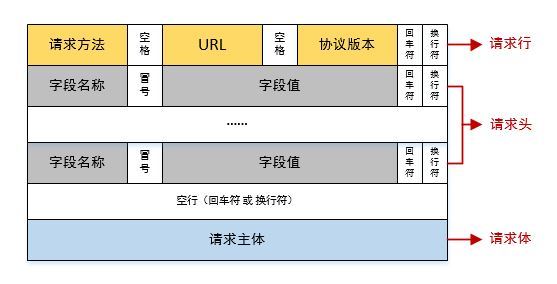 请求方法 空格 URL 空格 协议版本 回车符 换行符 请求行
字段名称 冒号 字段值 回车符 换行符
...... 请求头
字段名称 冒号 字段值 回车符 换行符
空行（回车符 或 换行符）
请求主体 请求体